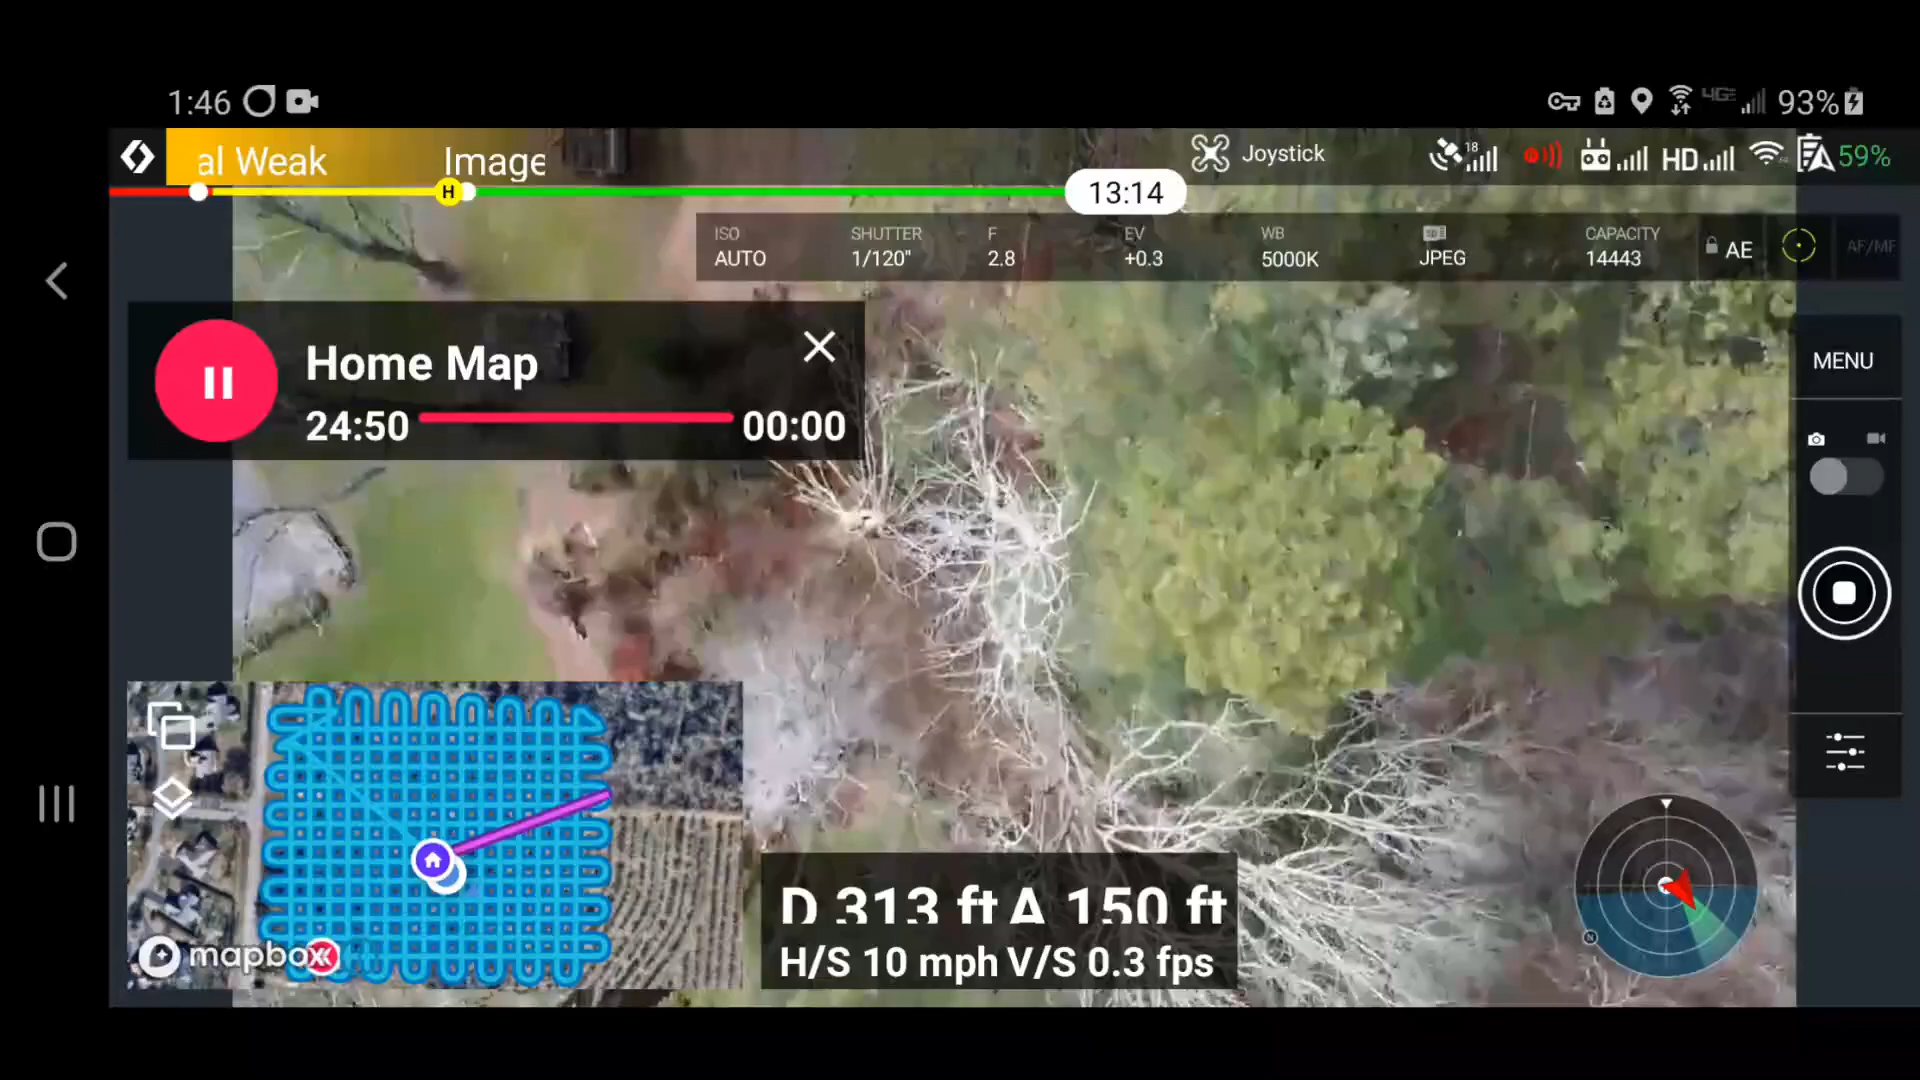 1:46
4GE
93%
al Weak
Image
Joystick
18
HD
59%
H
13:14
ISO
AUTO
SHUTTER
1/120"
F
2.8
EV
+0.3
WB
5000K
JPEG
CAPACITY
14443
AE
AF/MF
Home Map
24:50
00:00
MENU
mapbox
D 313 ft A 150 ft
H/S 10 mph V/S 0.3 fps
N